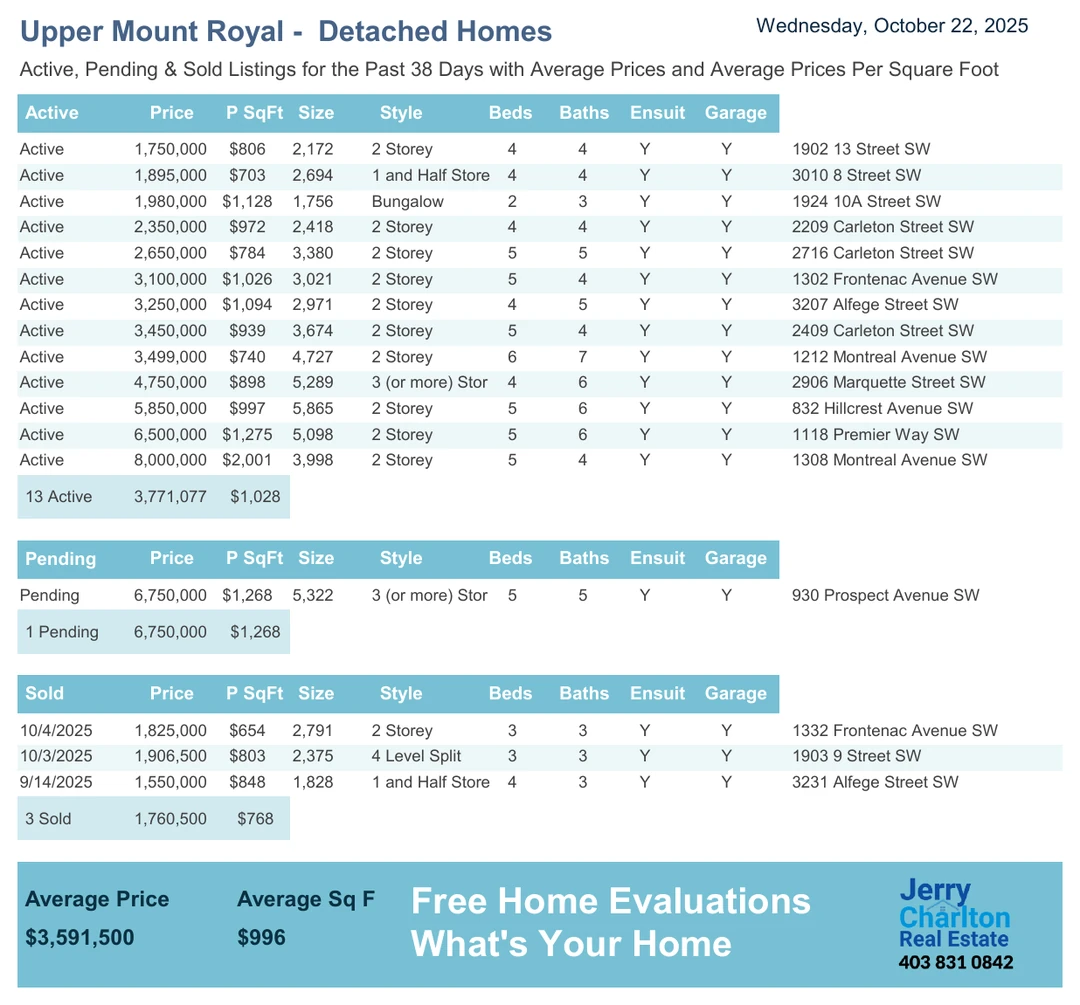 Upper Mount Royal -  Detached Homes Wednesday, October 22, 2025
Active, Pending & Sold Listings for the Past 38 Days with Average Prices and Average Prices Per Square Foot
Active Price P SqFt Size Style Beds Baths Ensuit Garage
Active 1,750,000 $806 2,172 2 Storey 4 4 Y Y 1902 13 Street SW
Active 1,895,000 $703 2,694 1 and Half Store 4 4 Y Y 3010 8 Street SW
Active 1,980,000 $1,128 1,756 Bungalow 2 3 Y Y 1924 10A Street SW
Active 2,350,000 $972 2,418 2 Storey 4 4 Y Y 2209 Carleton Street SW
Active 2,650,000 $784 3,380 2 Storey 5 5 Y Y 2716 Carleton Street SW
Active 3,100,000 $1,026 3,021 2 Storey 5 4 Y Y 1302 Frontenac Avenue SW
Active 3,250,000 $1,094 2,971 2 Storey 4 5 Y Y 3207 Alfege Street SW
Active 3,450,000 $939 3,674 2 Storey 5 4 Y Y 2409 Carleton Street SW
Active 3,499,000 $740 4,727 2 Storey 6 7 Y Y 1212 Montreal Avenue SW
Active 4,750,000 $898 5,289 3 (or more) Stor 4 6 Y Y 2906 Marquette Street SW
Active 5,850,000 $997 5,865 2 Storey 5 6 Y Y 832 Hillcrest Avenue SW
Active 6,500,000 $1,275 5,098 2 Storey 5 6 Y Y 1118 Premier Way SW
Active 8,000,000 $2,001 3,998 2 Storey 5 4 Y Y 1308 Montreal Avenue SW
13 Active 3,771,077 $1,028
Pending Price P SqFt Size Style Beds Baths Ensuit Garage
Pending 6,750,000 $1,268 5,322 3 (or more) Stor 5 5 Y Y 930 Prospect Avenue SW
1 Pending 6,750,000 $1,268
Sold Price P SqFt Size Style Beds Baths Ensuit Garage
10/4/2025 1,825,000 $654 2,791 2 Storey 3 3 Y Y 1332 Frontenac Avenue SW
10/3/2025 1,906,500 $803 2,375 4 Level Split 3 3 Y Y 1903 9 Street SW
9/14/2025 1,550,000 $848 1,828 1 and Half Store 4 3 Y Y 3231 Alfege Street SW
3 Sold 1,760,500 $768
Average Price Average Sq F
$3,591,500 $996
Free Home Evaluations
What's Your Home
Jerry
Charlton
Real Estate
403 831 0842